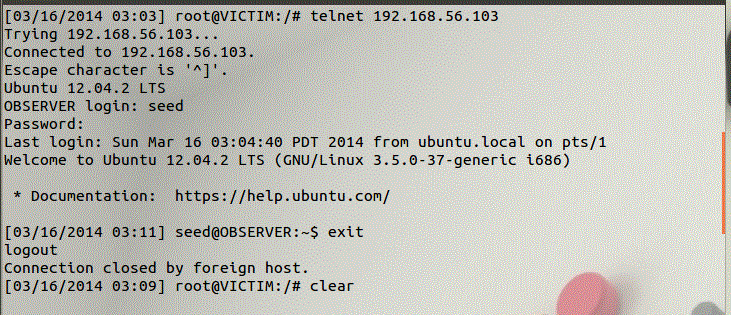 [03/16/2014 03:03] root@VICTIM:/# telnet 192.168.56.103
Trying 192.168.56.103...
Connected to 192.168.56.103.
Escape character is '^]'.
Ubuntu 12.04.2 LTS
OBSERVER login: seed
Password:
Last login: Sun Mar 16 03:04:40 PDT 2014 from ubuntu.local on pts/1
Welcome to Ubuntu 12.04.2 LTS (GNU/Linux 3.5.0-37-generic i686)
* Documentation:  https://help.ubuntu.com/
[03/16/2014 03:11] seed@OBSERVER:~$ exit
logout
Connection closed by foreign host.
[03/16/2014 03:09] root@VICTIM:/# clear